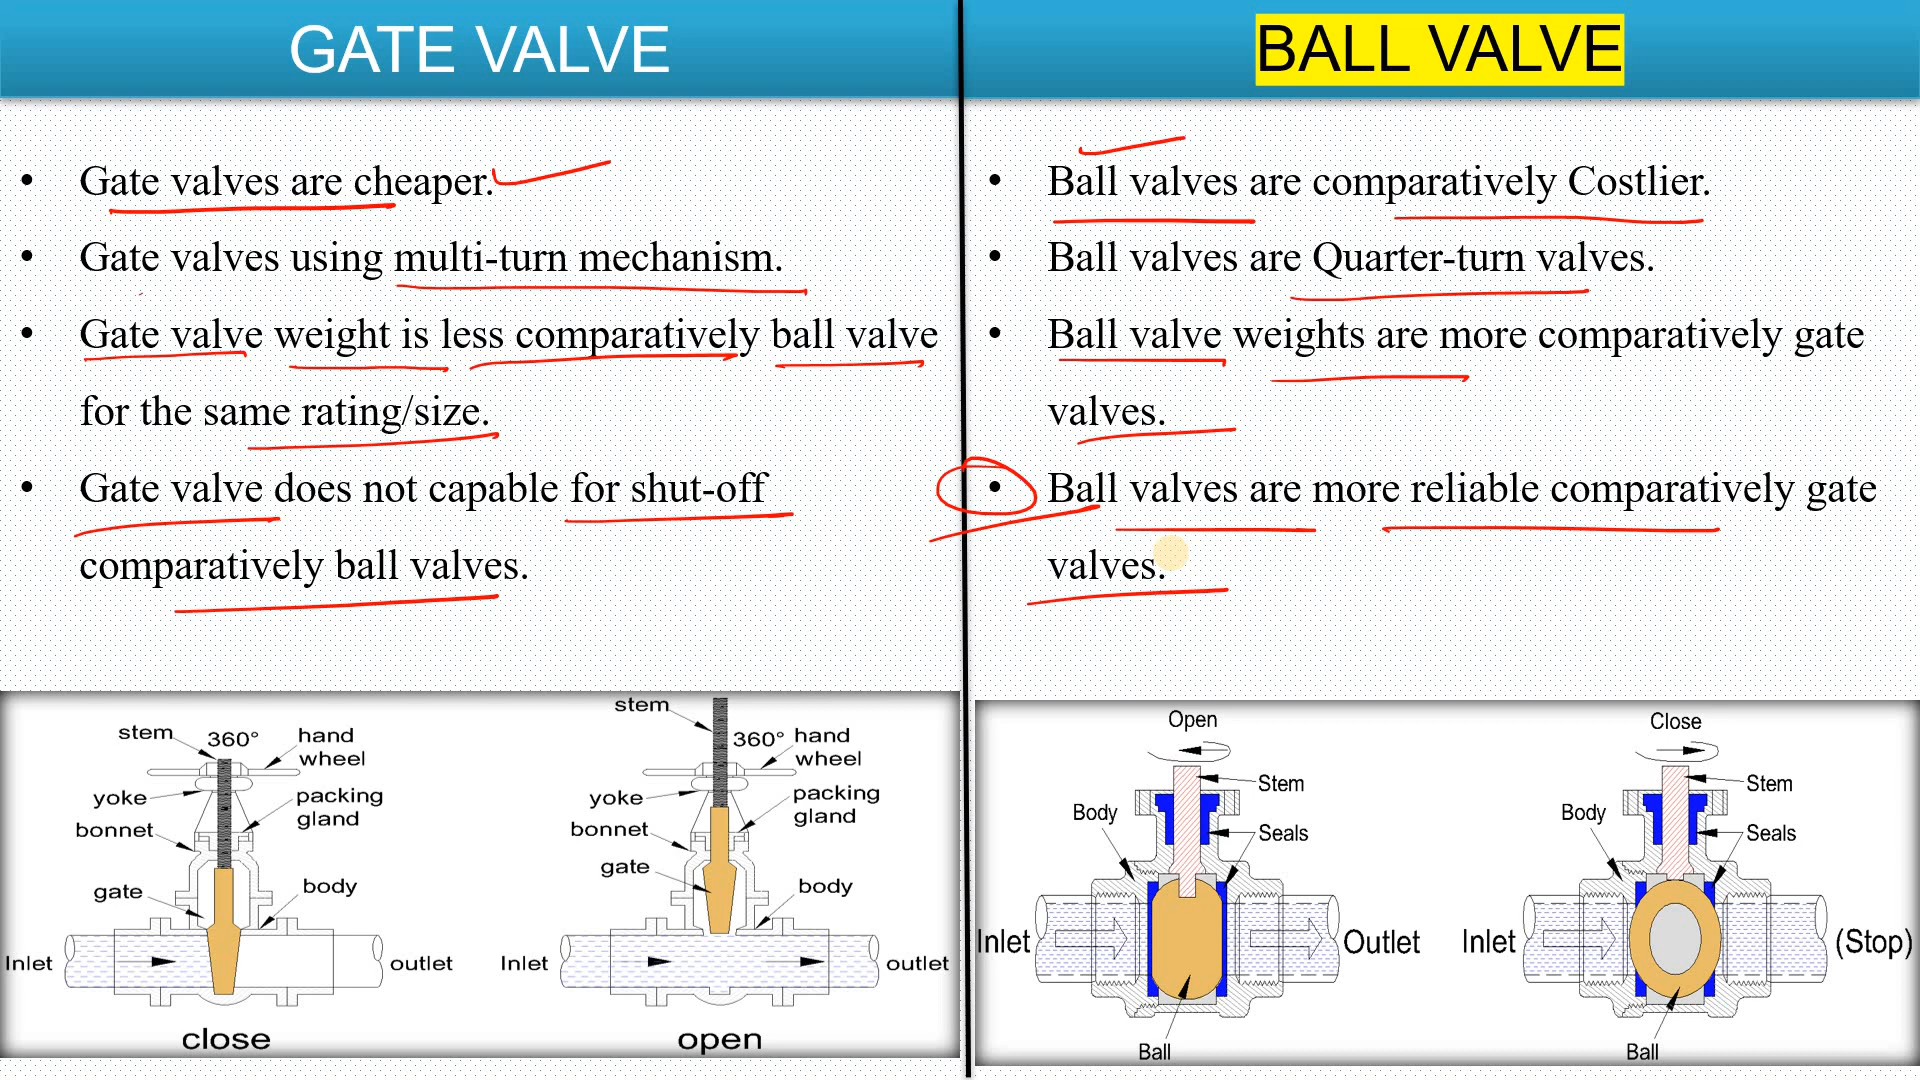 GATE VALVE
• Gate valves are cheaper.
• Gate valves using multi-turn mechanism.
• Gate valve weight is less comparatively ball valve
for the same rating/size.
• Gate valve does not capable for shut-off
comparatively ball valves.
BALL VALVE
• Ball valves are comparatively Costlier.
• Ball valves are Quarter-turn valves.
• Ball valve weights are more comparatively gate
valves.
• Ball valves are more reliable comparatively gate
valves.
stem
360°
hand
wheel
yoke
packing
gland
bonnet
gate
body
Inlet
outlet
close
stem
360°
hand
wheel
yoke
packing
gland
bonnet
gate
body
Inlet
outlet
open
Open
Stem
Body
Seals
Inlet
Outlet
Ball
Close
Stem
Body
Seals
Inlet
(Stop)
Ball